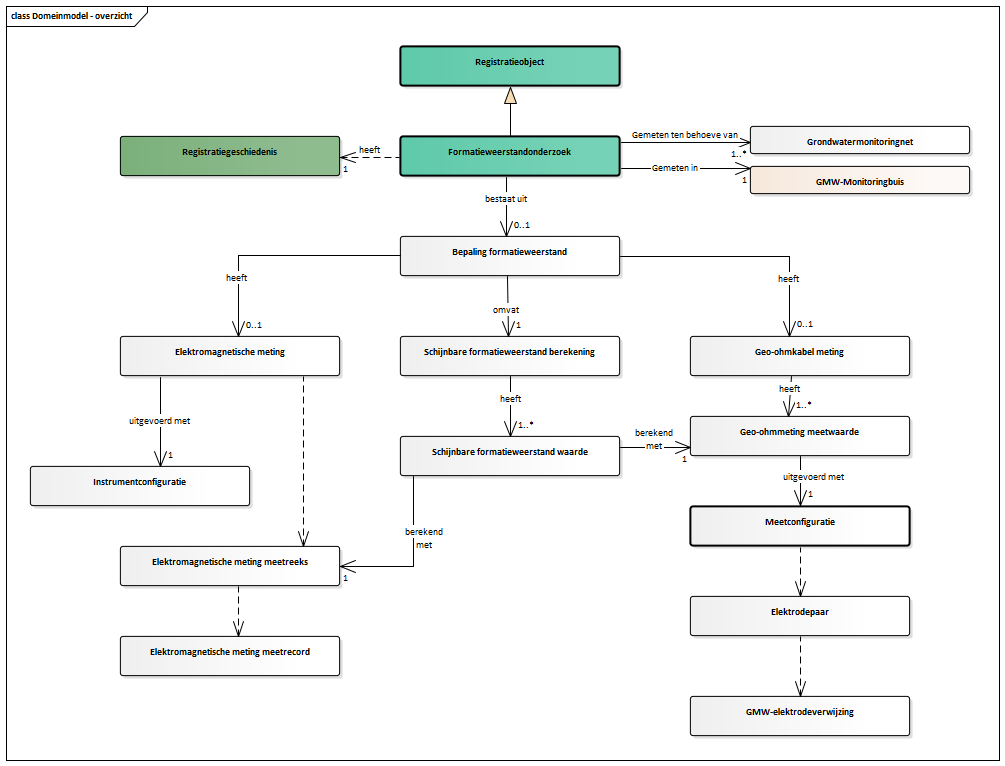 class Domeinmodel - overzicht
Registratieobject
Gemeten ten behoeve van
Registratiegeschiedenis
heeft
1
Formatieweerstandonderzoek
1..*
Grondwatermonitoringnet
Gemeten in
1
GMW-Monitoringbuis
bestaat uit
0..1
Bepaling formatieweerstand
heeft
0..1
omvat
1
heeft
0..1
Elektromagnetische meting
Schijnbare formatieweerstand berekening
Geo-ohmkabel meting
uitgevoerd met
1
heeft
1..*
heeft
1..*
Schijnbare formatieweerstand waarde
berekend
met
1
Geo-ohmmeting meetwaarde
Instrumentconfiguratie
uitgevoerd met
1
Meetconfiguratie
berekend
met
1
Elektromagnetische meting meetreeks
Elektrodepaar
Elektromagnetische meting meetrecord
GMW-elektrodeverwijzing